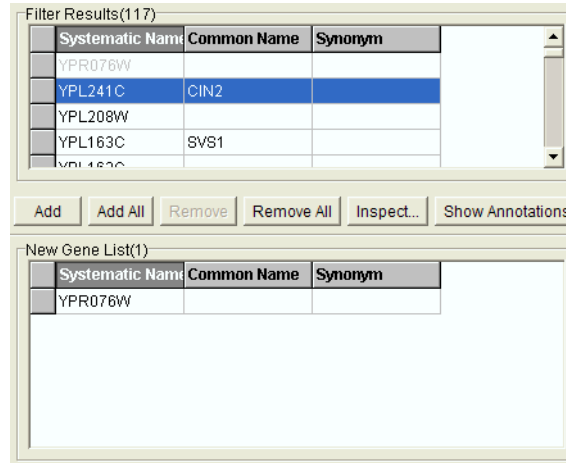 Filter Results(117)
Systematic Name Common Name Synonym
YPR076W
YPL241C CIN2
YPL208W
YPL163C SVS1
Add Add All Remove Remove All Inspect... Show Annotations
New Gene List(1)
Systematic Name Common Name Synonym
YPR076W